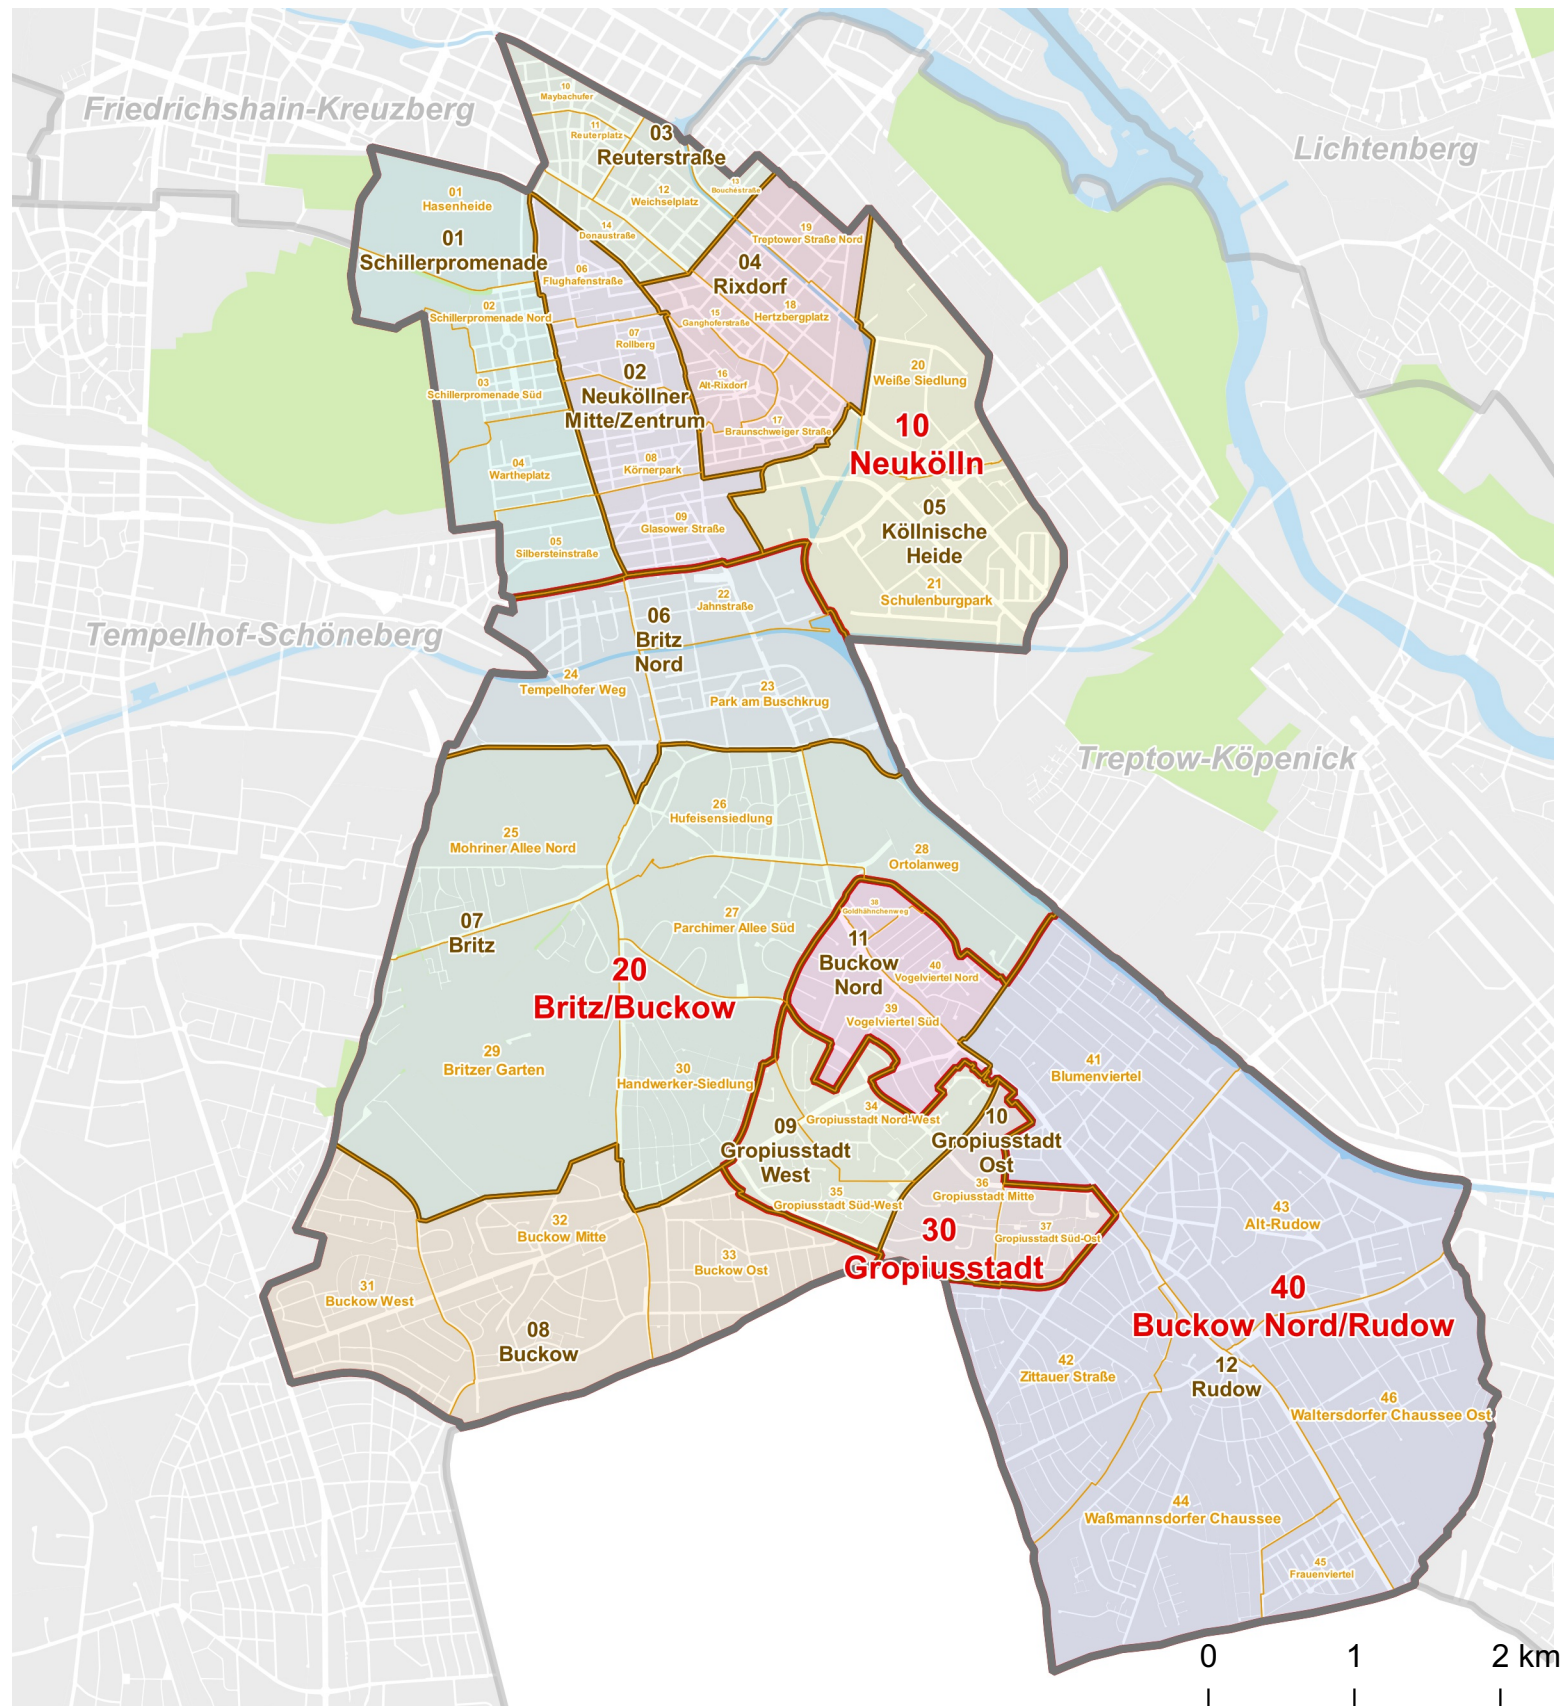 Friedrichshain-Kreuzberg
Lichtenberg
Tempelhof-Schöneberg
Treptow-Köpenick
10
Maybachufer
11
Reuterplatz
03
Reuterstraße
12
Weichselplatz
13
Bouchéstraße
14
Donaustraße
01
Hasenheide
01
Schillerpromenade
02
Schillerpromenade Nord
03
Schillerpromenade Süd
04
Wartheplatz
05
Silbersteinstraße
06
Flughafenstraße
07
Rollberg
02
Neuköllner
Mitte/Zentrum
08
Körnerpark
09
Glasower Straße
19
Treptower Straße Nord
04
Rixdorf
18
Hertzbergplatz
15
Ganghoferstraße
16
Alt-Rixdorf
17
Braunschweiger Straße
20
Weiße Siedlung
10
Neukölln
05
Köllnische
Heide
21
Schulenburgpark
22
Jahnstraße
06
Britz
Nord
24
Tempelhofer Weg
23
Park am Buschkrug
26
Hufeisensiedlung
25
Mohriner Allee Nord
28
Ortolanweg
27
Parchimer Allee Süd
07
Britz
20
Britz/Buckow
29
Britzer Garten
30
Handwerker-Siedlung
38
Goldhähnchenweg
11
Buckow
Nord
40
Vogelviertel Nord
39
Vogelviertel Süd
41
Blumenviertel
34
Gropiusstadt Nord-West
09
Gropiusstadt
West
10
Gropiusstadt
Ost
35
Gropiusstadt Süd-West
36
Gropiusstadt Mitte
37
Gropiusstadt Süd-Ost
30
Gropiusstadt
32
Buckow Mitte
33
Buckow Ost
31
Buckow West
08
Buckow
43
Alt-Rudow
40
Buckow Nord/Rudow
42
Zittauer Straße
12
Rudow
46
Waltersdorfer Chaussee Ost
44
Waßmannsdorfer Chaussee
45
Frauenviertel
0 1 2 km